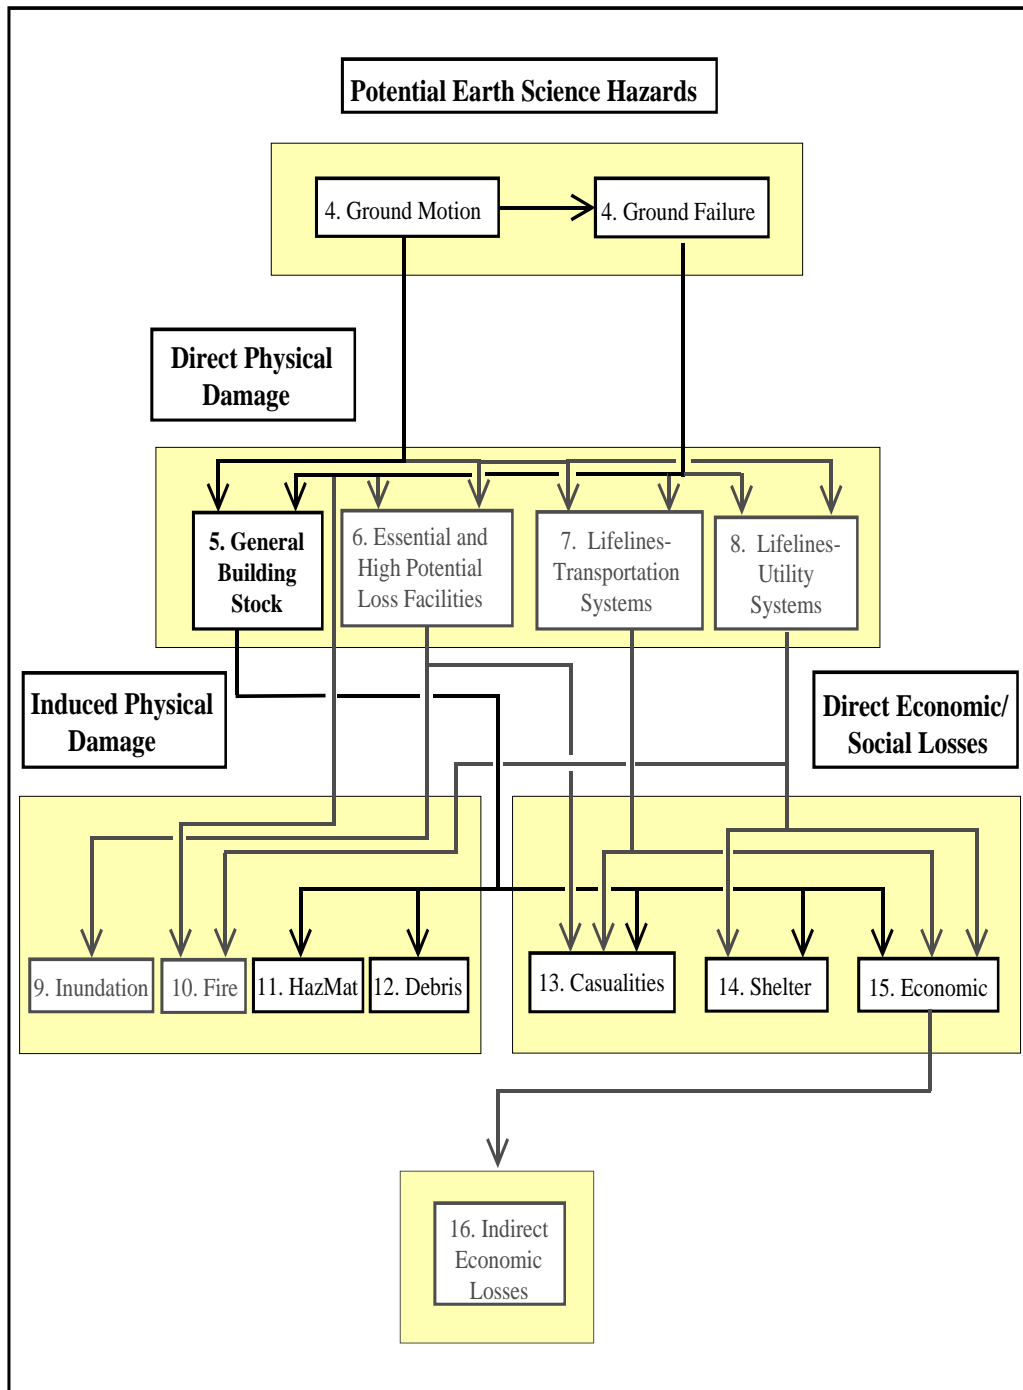 Potential Earth Science Hazards
4. Ground Motion
4. Ground Failure
Direct Physical
Damage
5. General
Building
Stock
6. Essential and
High Potential
Loss Facilities
7. Lifelines-
Transportation
Systems
8. Lifelines-
Utility
Systems
Induced Physical
Damage
Direct Economic/
Social Losses
9. Inundation
10. Fire
11. HazMat
12. Debris
13. Casualities
14. Shelter
15. Economic
16. Indirect
Economic
Losses